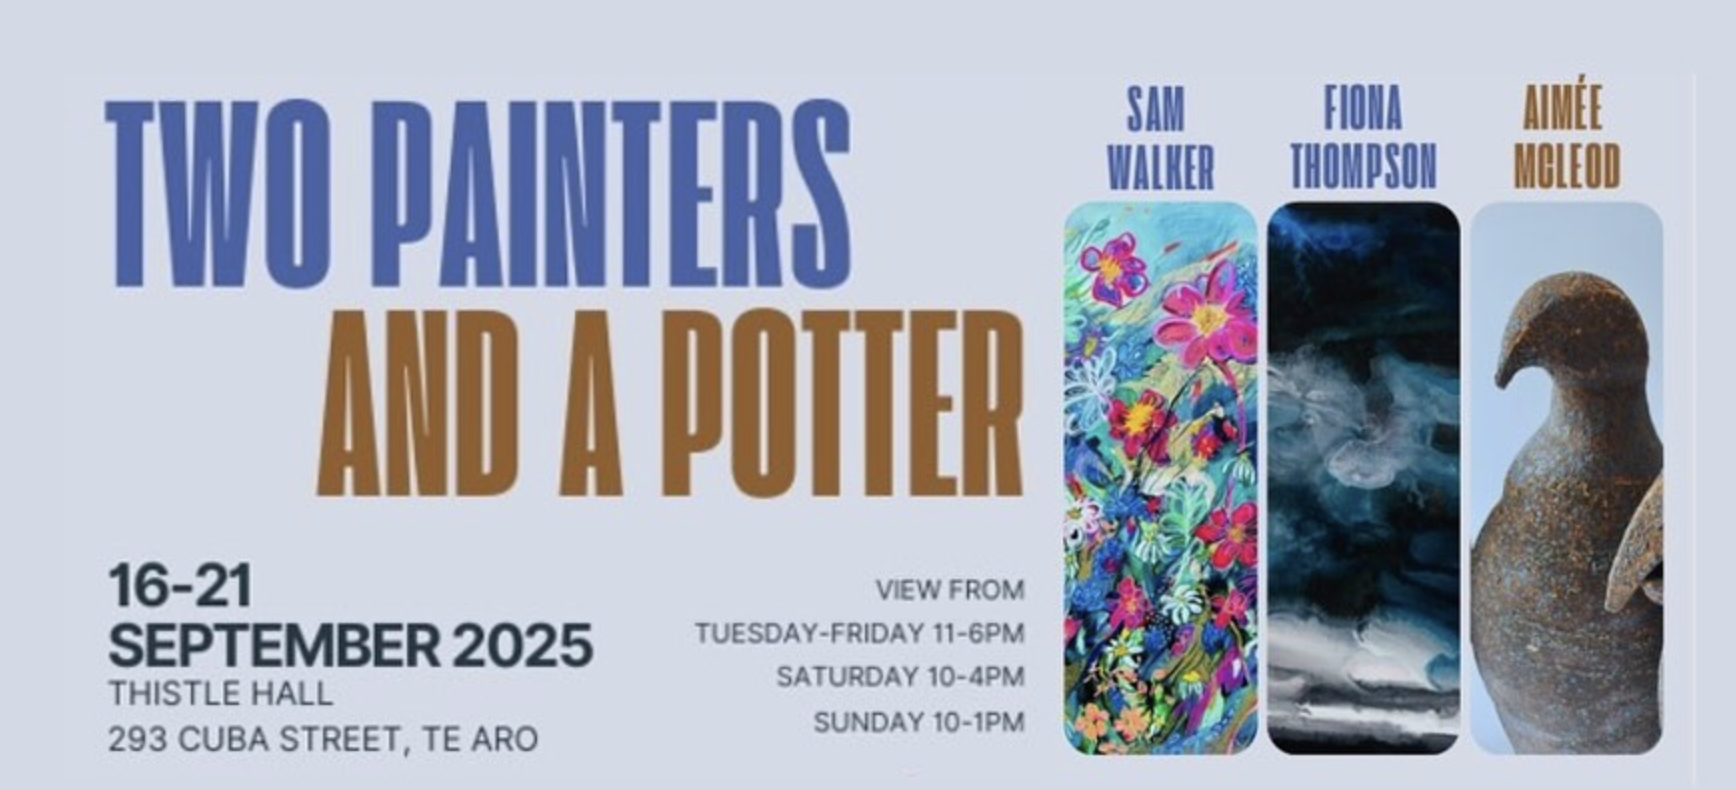 TWO PAINTERS
AND A POTTER
16-21
SEPTEMBER 2025
THISTLE HALL
293 CUBA STREET, TE ARO
VIEW FROM
TUESDAY-FRIDAY 11-6PM
SATURDAY 10-4PM
SUNDAY 10-1PM
SAM
WALKER
FIONA
THOMPSON
AIMÉE
MCLEOD